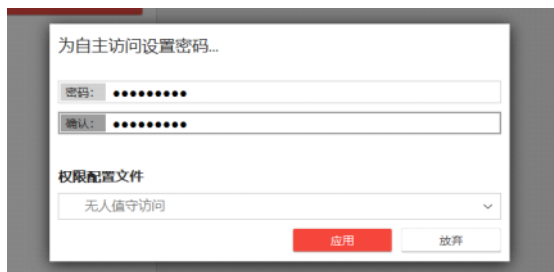 为自主访问设置密码...
密码： ●●●●●●●●●
确认： ●●●●●●●●●
权限配置文件
无人值守访问
应用 放弃